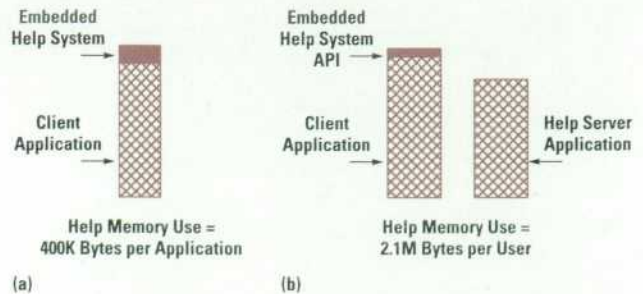 Embedded
Help System
Client
Application
Help Memory Use =
400K Bytes per Application
(a)
Embedded
Help System
API
Client
Application
Help Server
Application
Help Memory Use =
2.1M Bytes per User
(b)